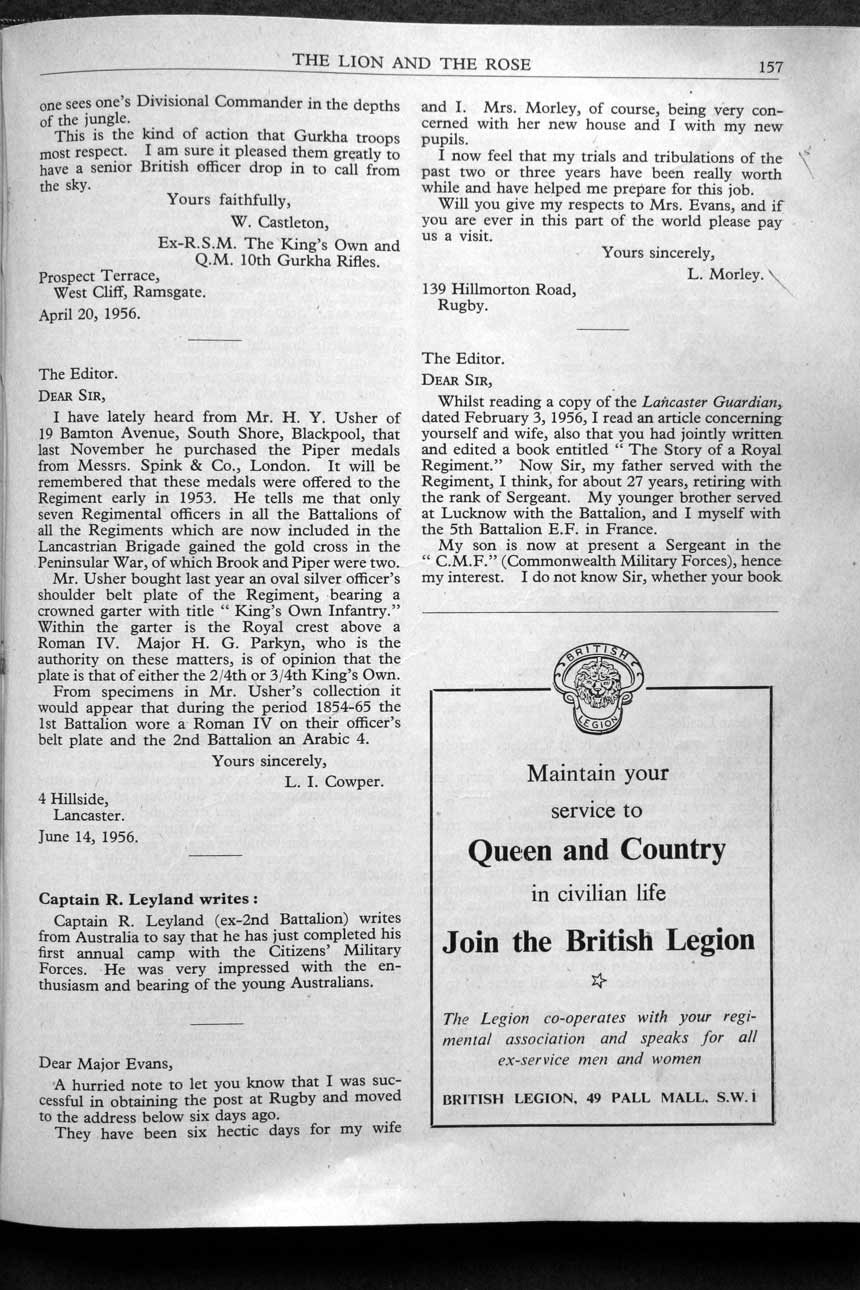 THE LION AND THE ROSE
157
one sees one's Divisional Commander in the depths
of the jungle.
This is the kind of action that Gurkha troops
most respect. I am sure it pleased them greatly to
have a senior British officer drop in to call from
the sky.
Yours faithfully,
W. Castleton,
Ex-R.S.M. The King's Own and
Q.M. 10th Gurkha Rifles.
Prospect Terrace,
West Cliff, Ramsgate.
April 20, 1956.
The Editor.
DEAR SIR,
I have lately heard from Mr. H. Y. Usher of
19 Bamton Avenue, South Shore, Blackpool, that
last November he purchased the Piper medals
from Messrs. Spink & Co., London. It will be
remembered that these medals were offered to the
Regiment early in 1953. He tells me that only
seven Regimental officers in all the Battalions of
all the Regiments which are now included in the
Lancastrian Brigade gained the gold cross in the
Peninsular War, of which Brook and Piper were two.
Mr. Usher bought last year an oval silver officer's
shoulder belt plate of the Regiment, bearing a
crowned garter with title " King's Own Infantry."
Within the garter is the Royal crest above a
Roman IV. Major H. G. Parkyn, who is the
authority on these matters, is of opinion that the
plate is that of either the 2/4th or 3/4th King's Own.
From specimens in Mr. Usher's collection it
would appear that during the period 1854-65 the
1st Battalion wore a Roman IV on their officer's
belt plate and the 2nd Battalion an Arabic 4.
Yours sincerely,
L. I. Cowper.
4 Hillside,
Lancaster.
June 14, 1956.
Captain R. Leyland writes :
Captain R. Leyland (ex-2nd Battalion) writes
from Australia to say that he has just completed his
first annual camp with the Citizens' Military
Forces. He was very impressed with the en-
thusiasm and bearing of the young Australians.
Dear Major Evans,
A hurried note to let you know that I was suc-
cessful in obtaining the post at Rugby and moved
to the address below six days ago.
They have been six hectic days for my wife
and I. Mrs. Morley, of course, being very con-
cerned with her new house and I with my new
pupils.
I now feel that my trials and tribulations of the
past two or three years have been really worth
while and have helped me prepare for this job.
Will you give my respects to Mrs. Evans, and if
you are ever in this part of the world please pay
us a visit.
Yours sincerely,
L. Morley.
139 Hillmorton Road,
Rugby.
The Editor.
DEAR SIR,
Whilst reading a copy of the Lancaster Guardian,
dated February 3, 1956, I read an article concerning
yourself and wife, also that you had jointly written
and edited a book entitled " The Story of a Royal
Regiment." Now Sir, my father served with the
Regiment, I think, for about 27 years, retiring with
the rank of Sergeant. My younger brother served
at Lucknow with the Battalion, and I myself with
the 5th Battalion E.F. in France.
My son is now at present a Sergeant in the
" C.M.F." (Commonwealth Military Forces), hence
my interest. I do not know Sir, whether your book
BRITISH
LEGION
Maintain your
service to
Queen and Country
in civilian life
Join the British Legion
The Legion co-operates with your regi-
mental association and speaks for all
ex-service men and women
BRITISH LEGION, 49 PALL MALL. S.W.1